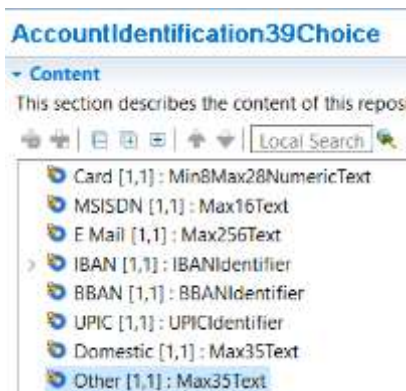 AccountIdentification39Choice
Content
This section describes the content of this repos
Local Search
Card [1,1] : Min8Max28NumericText
MSISDN [1,1] : Max16Text
E Mail [1,1] : Max256Text
IBAN [1,1] : IBANIdentifier
BBAN [1,1] : BBANIdentifier
UPIC [1,1] : UPICIdentifier
Domestic [1,1] : Max35Text
Other [1,1] : Max35Text